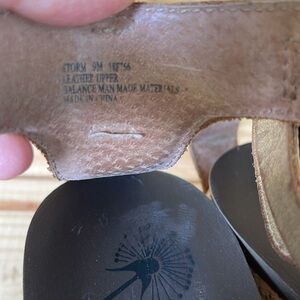 STORM 9M
LEATHER UPPER
BALANCE MAN MADE MATERIALS
MADE IN CHINA